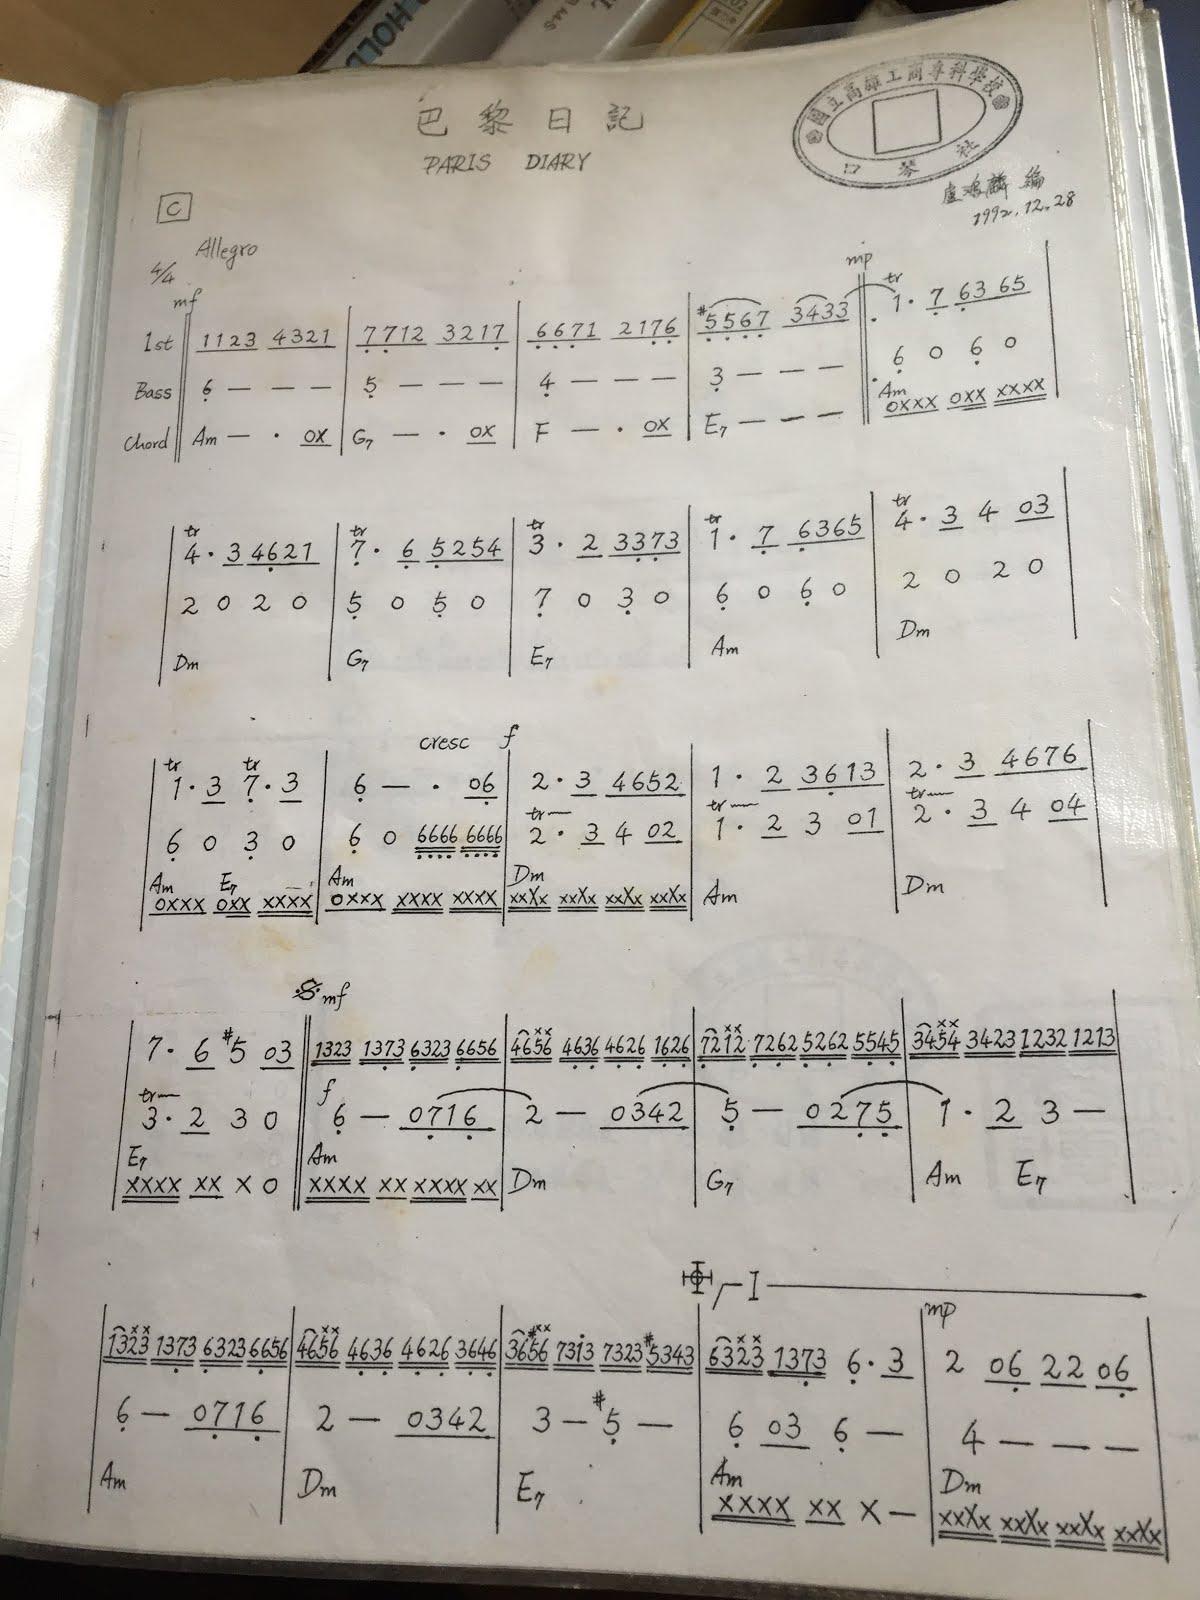 HOLL
巴黎日記
PARIS DIARY
國立高雄工商專科學校
口琴社
編
1992.12.28
C
Allegro
4/4
mf mp
1st 1123 4321 7712 3217 6671 2176 #5567 3433 tr 1· 7 63 65
Bass 6 — — — 5 — — — 4 — — — 3 — — — 6 0 6 0
Chord Am — · 0X G7 — · 0X F — · 0X E7 — — — Am 0XXX 0XX XXXX
tr 4· 3 4621 tr 7· 6 5254 tr 3· 2 3373 tr 1· 7 6365 tr 4· 3 4 03
2 0 2 0 5 0 5 0 7 0 3 0 6 0 6 0 2 0 2 0
Dm G7 E7 Am Dm
cresc f
tr 1· 3 tr 7· 3 6 — · 06 2· 3 4652 1· 2 3613 2· 3 4676
6 0 3 0 6 0 6666 6666 tr 2· 3 4 02 tr 1· 2 3 01 tr 2· 3 4 04
Am E7 Am Dm Am Dm
0XXX 0XX XXXX 0XXX XXXX XXXX XXXX XXXX XXXX XXXX
mf
7· 6 #5 03 1323 1373 6323 6656 4656 4636 4626 1626 7212 7262 5262 5545 3454 3423 1232 1213
tr 3· 2 3 0 f 6 — 0716 2 — 0342 5 — 0275 1· 2 3 —
E7 Am Dm G7 Am E7
XXXX XX X 0 XXXX XX XXXX XX
I
mp
1323 1373 6323 6656 4656 4636 4626 3646 36#56 7313 7323 #5343 6323 1373 6· 3 2 06 22 06
6 — 0716 2 — 0342 3 — #5 — 6 03 6 — 4 — — —
Am Dm E7 Am Dm
XXXX XX X — XXXX XXXX XXXX XXXX